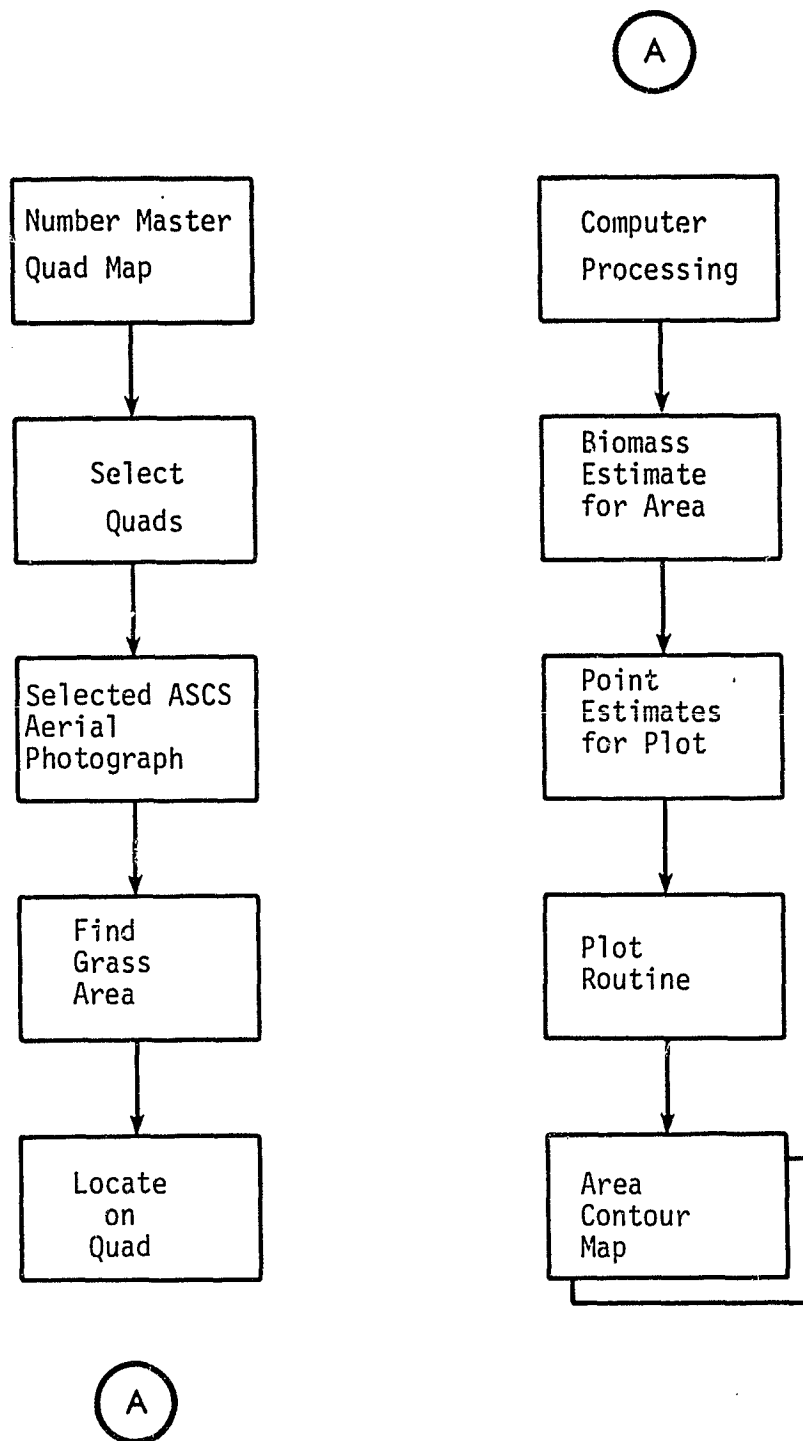 Number Master
Quad Map
Select
Quads
Selected ASCS
Aerial
Photograph
Find
Grass
Area
Locate
on
Quad
A
A
Computer
Processing
Biomass
Estimate
for Area
Point
Estimates
for Plot
Plot
Routine
Area
Contour
Map